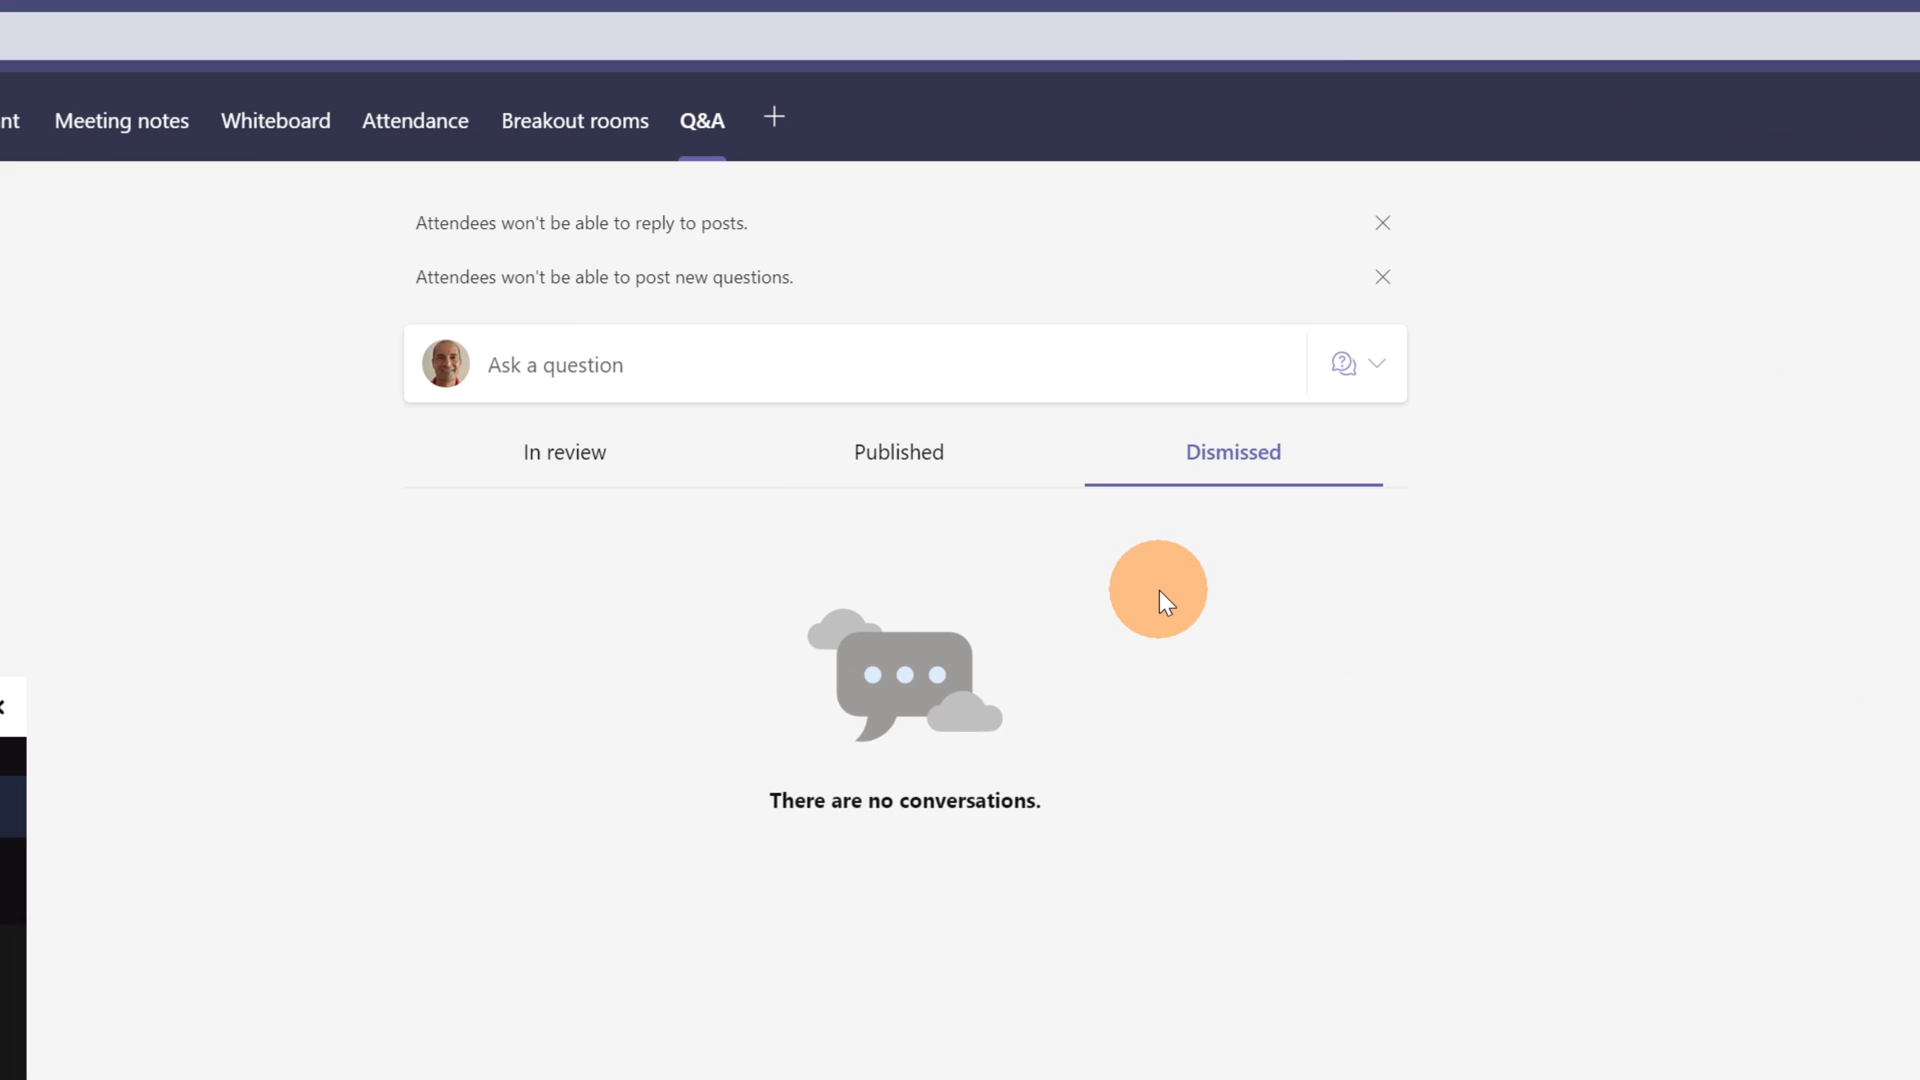 nt Meeting notes Whiteboard Attendance Breakout rooms Q&A
Attendees won't be able to reply to posts.
Attendees won't be able to post new questions.
Ask a question
In review Published Dismissed
There are no conversations.